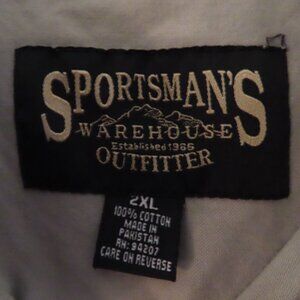 SPORTSMAN'S
WAREHOUSE
Established 1986
OUTFITTER
2XL
100% COTTON
MADE IN
PAKISTAN
RN: 94207
CARE ON REVERSE